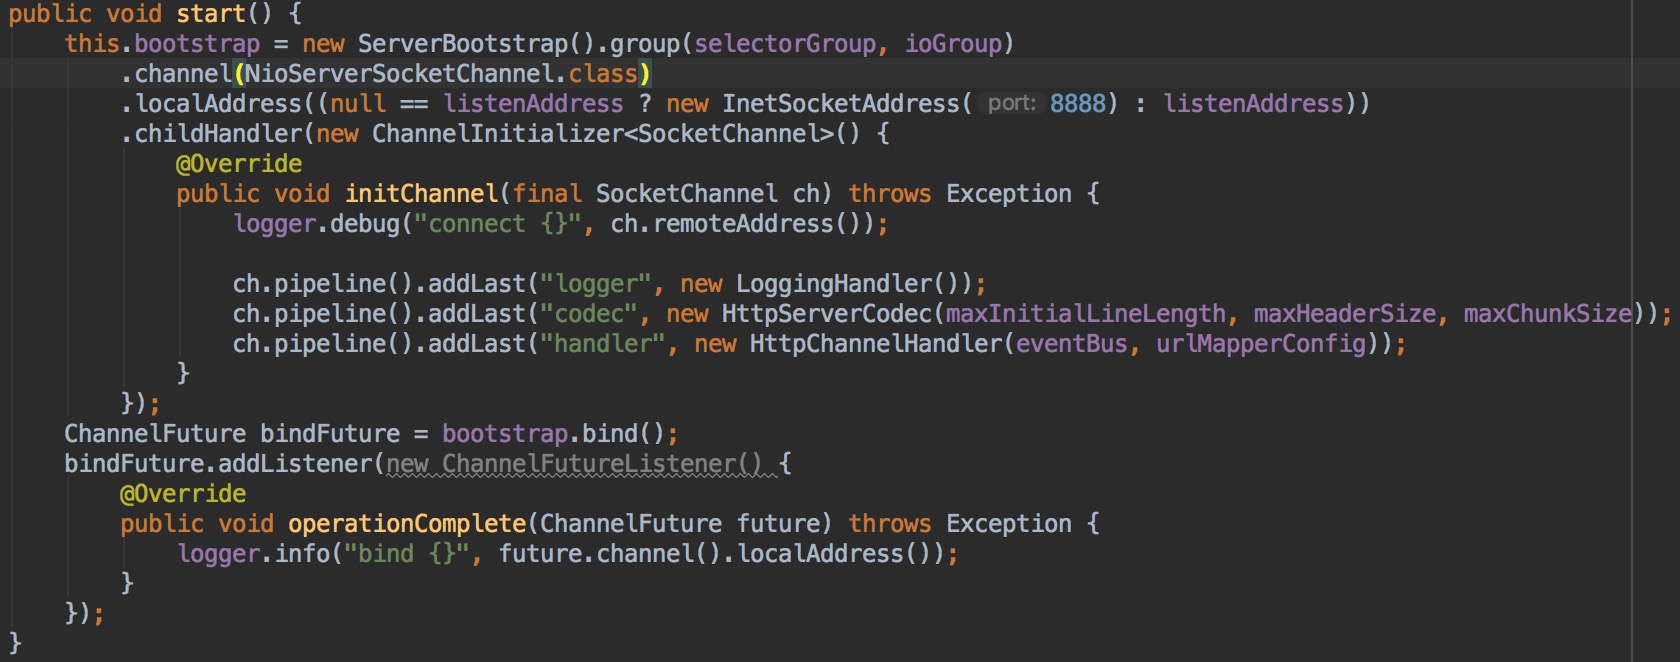 public void start() {
    this.bootstrap = new ServerBootstrap().group(selectorGroup, ioGroup)
        .channel(NioServerSocketChannel.class)
        .localAddress((null == listenAddress ? new InetSocketAddress( port: 8888) : listenAddress))
        .childHandler(new ChannelInitializer<SocketChannel>() {
            @Override
            public void initChannel(final SocketChannel ch) throws Exception {
                logger.debug("connect {}", ch.remoteAddress());

                ch.pipeline().addLast("logger", new LoggingHandler());
                ch.pipeline().addLast("codec", new HttpServerCodec(maxInitialLineLength, maxHeaderSize, maxChunkSize));
                ch.pipeline().addLast("handler", new HttpChannelHandler(eventBus, urlMapperConfig));
            }
        });
    ChannelFuture bindFuture = bootstrap.bind();
    bindFuture.addListener(new ChannelFutureListener() {
        @Override
        public void operationComplete(ChannelFuture future) throws Exception {
            logger.info("bind {}", future.channel().localAddress());
        }
    });
}